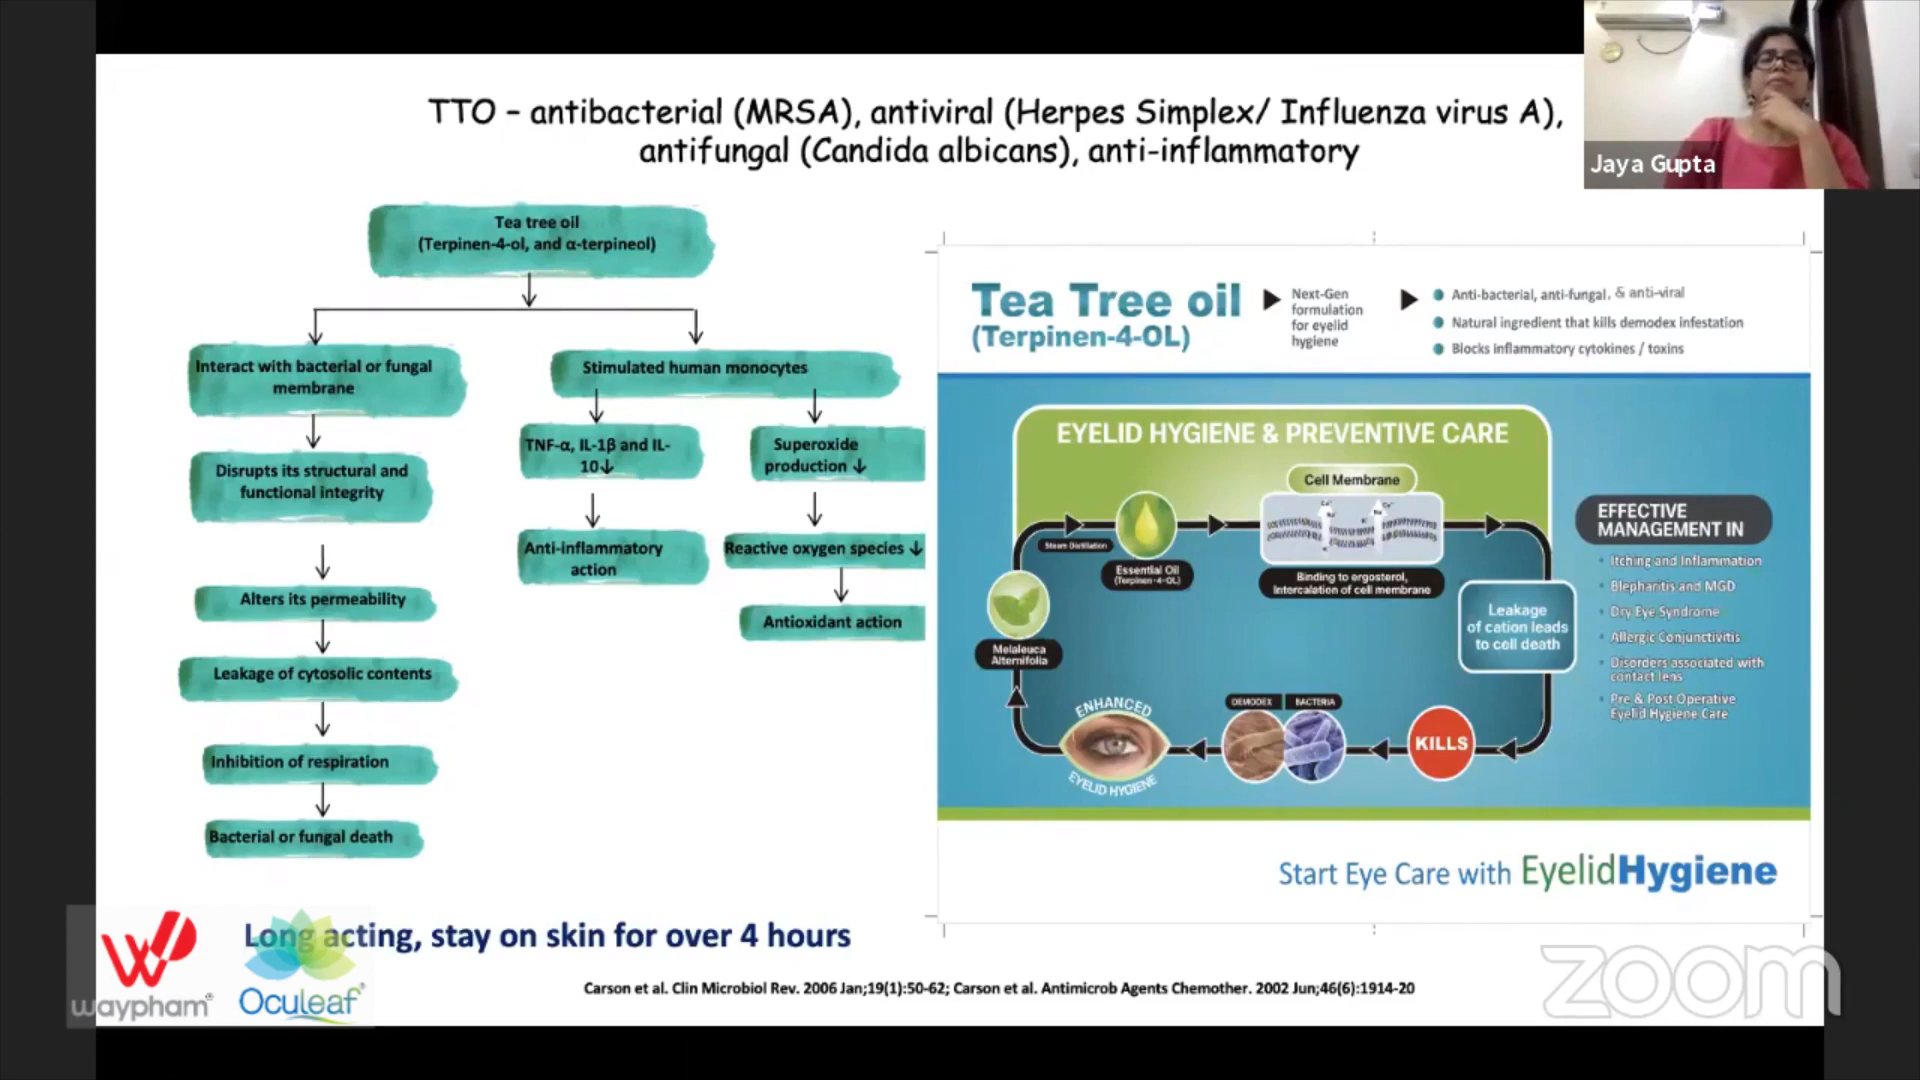 TTO – antibacterial (MRSA), antiviral (Herpes Simplex/ Influenza virus A),
antifungal (Candida albicans), anti-inflammatory
Jaya Gupta
Tea tree oil
(Terpinen-4-ol, and α-terpineol)
Interact with bacterial or fungal
membrane
Disrupts its structural and
functional integrity
Alters its permeability
Leakage of cytosolic contents
Inhibition of respiration
Bacterial or fungal death
Stimulated human monocytes
TNF-α, IL-1β and IL-
10↓
Anti-inflammatory
action
Superoxide
production ↓
Reactive oxygen species ↓
Antioxidant action
Tea Tree oil
(Terpinen-4-OL)
Next-Gen
formulation
for eyelid
hygiene
Anti-bacterial, anti-fungal, & anti-viral
Natural ingredient that kills demodex infestation
Blocks inflammatory cytokines / toxins
EYELID HYGIENE & PREVENTIVE CARE
Cell Membrane
Steam Distillation
Essential Oil
(Terpinen-4-OL)
Binding to ergosterol,
Intercalation of cell membrane
Melaleuca
Alternifolia
Leakage
of cation leads
to cell death
KILLS
DEMODEX
BACTERIA
ENHANCED
EYELID HYGIENE
EFFECTIVE
MANAGEMENT IN
Itching and Inflammation
Blepharitis and MGD
Dry Eye Syndrome
Allergic Conjunctivitis
Disorders associated with
contact lens
Pre & Post Operative
Eyelid Hygiene Care
Start Eye Care with EyelidHygiene
Long acting, stay on skin for over 4 hours
waypham®
Oculeaf®
Carson et al. Clin Microbiol Rev. 2006 Jan;19(1):50-62; Carson et al. Antimicrob Agents Chemother. 2002 Jun;46(6):1914-20
zoom